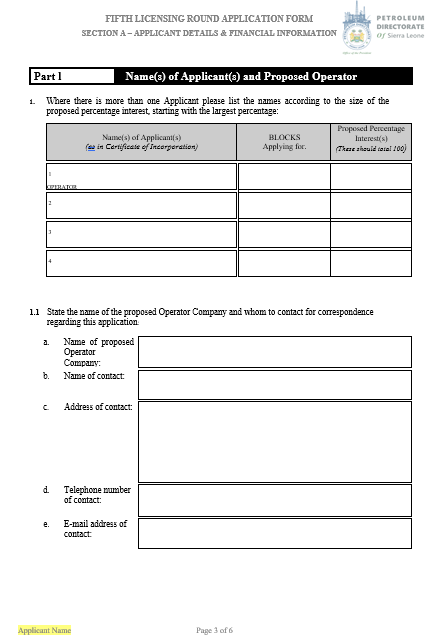 FIFTH LICENSING ROUND APPLICATION FORM
SECTION A – APPLICANT DETAILS & FINANCIAL INFORMATION
PETROLEUM
DIRECTORATE
Of Sierra Leone
Part 1 Name(s) of Applicant(s) and Proposed Operator
1. Where there is more than one Applicant please list the names according to the size of the
proposed percentage interest, starting with the largest percentage:
Name(s) of Applicant(s)
(as in Certificate of Incorporation)
BLOCKS
Applying for.
Proposed Percentage
Interest(s)
(These should total 100)
1
OPERATOR
2
3
4
1.1 State the name of the proposed Operator Company and whom to contact for correspondence
regarding this application:
a. Name of proposed
Operator
Company:
b. Name of contact:
c. Address of contact:
d. Telephone number
of contact:
e. E-mail address of
contact:
Applicant Name
Page 3 of 6